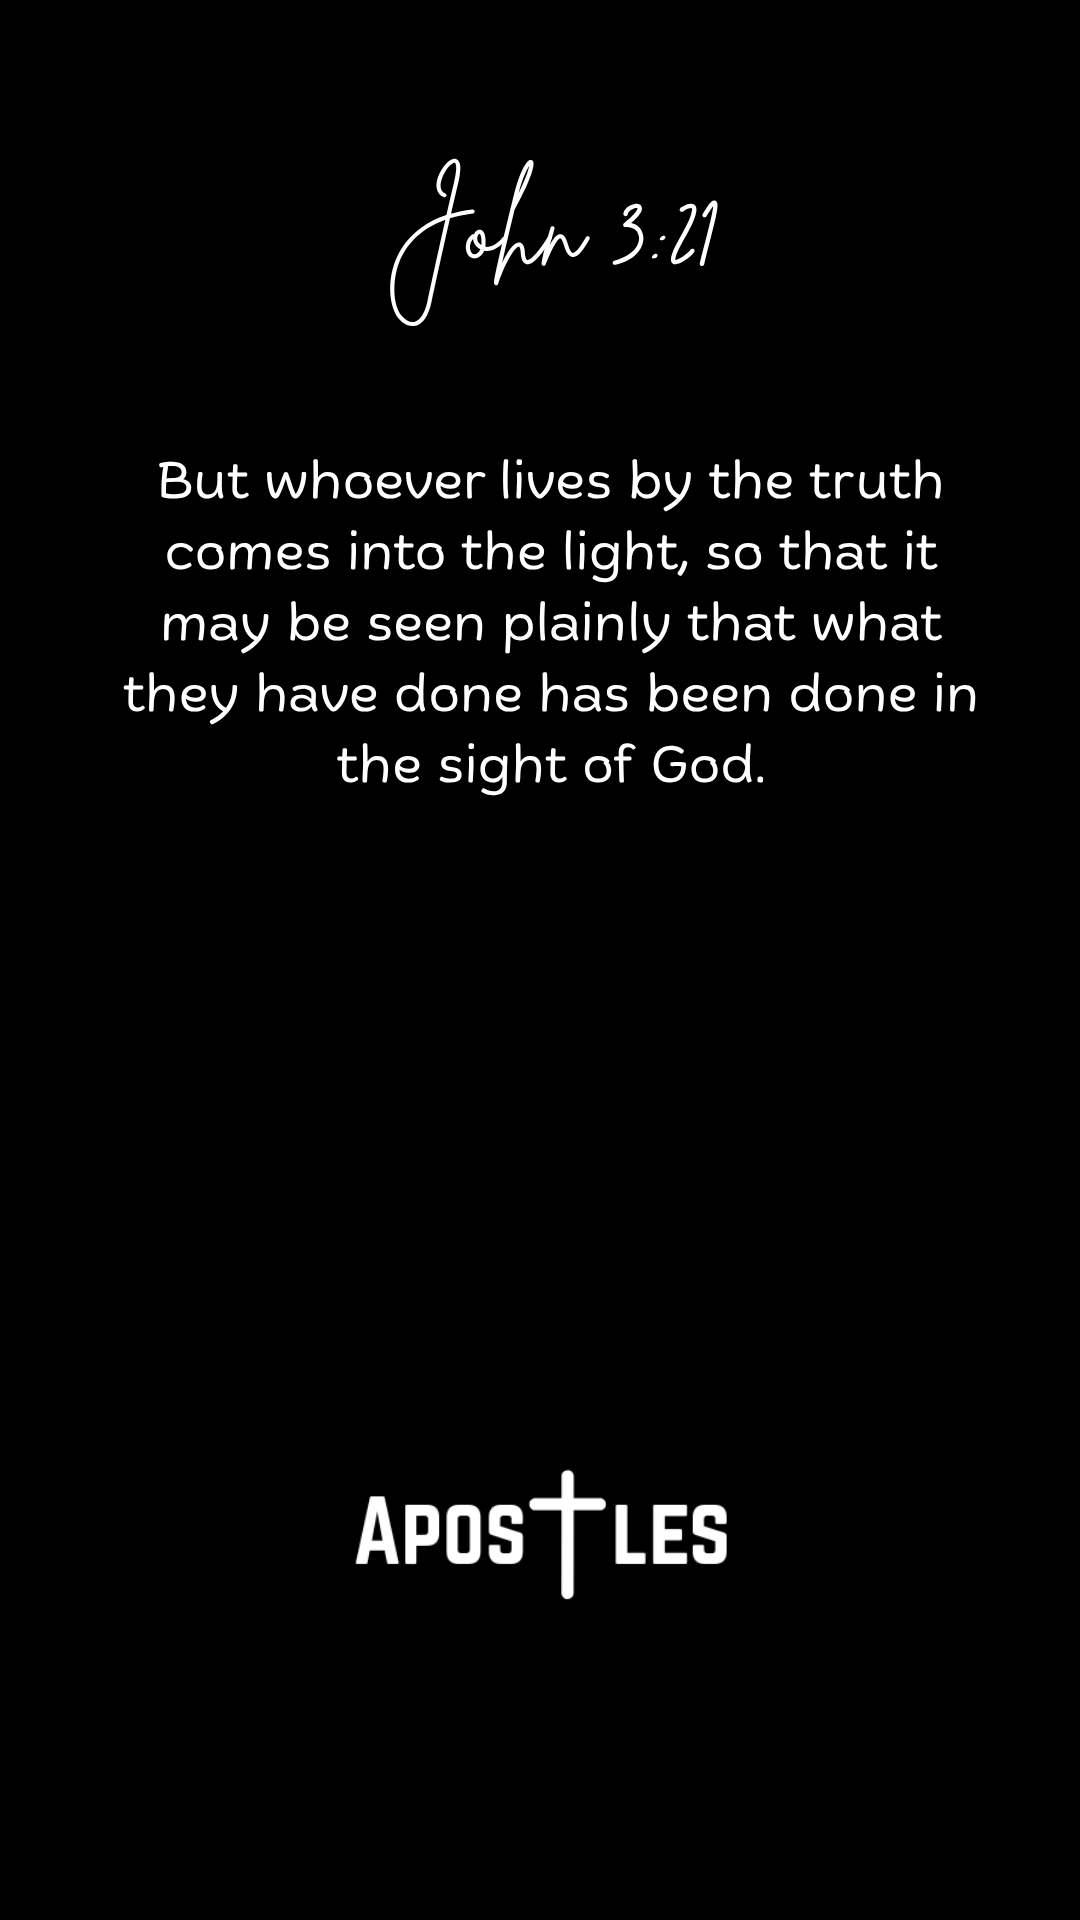 John 3:21
But whoever lives by the truth
comes into the light, so that it
may be seen plainly that what
they have done has been done in
the sight of God.
APOSTLES